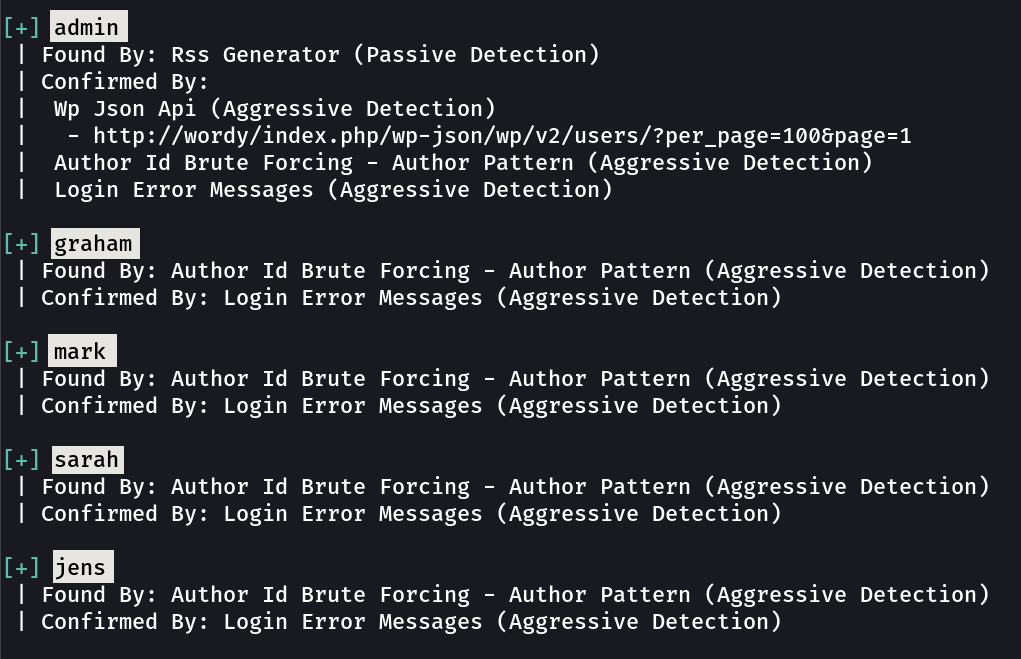 [+] admin
 | Found By: Rss Generator (Passive Detection)
 | Confirmed By:
 |  Wp Json Api (Aggressive Detection)
 |   - http://wordy/index.php/wp-json/wp/v2/users/?per_page=100&page=1
 |  Author Id Brute Forcing - Author Pattern (Aggressive Detection)
 |  Login Error Messages (Aggressive Detection)
[+] graham
 | Found By: Author Id Brute Forcing - Author Pattern (Aggressive Detection)
 | Confirmed By: Login Error Messages (Aggressive Detection)
[+] mark
 | Found By: Author Id Brute Forcing - Author Pattern (Aggressive Detection)
 | Confirmed By: Login Error Messages (Aggressive Detection)
[+] sarah
 | Found By: Author Id Brute Forcing - Author Pattern (Aggressive Detection)
 | Confirmed By: Login Error Messages (Aggressive Detection)
[+] jens
 | Found By: Author Id Brute Forcing - Author Pattern (Aggressive Detection)
 | Confirmed By: Login Error Messages (Aggressive Detection)